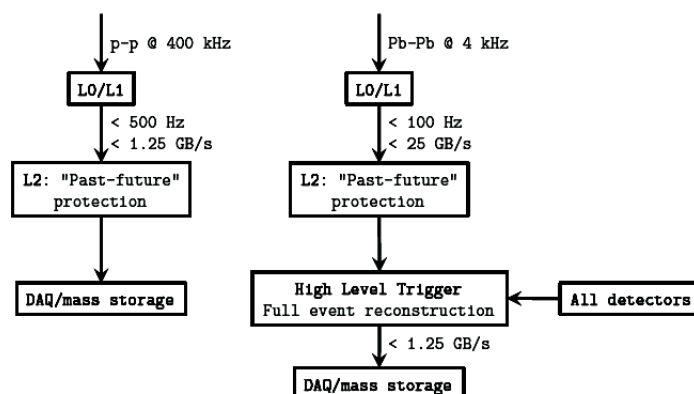 p-p @ 400 kHz
L0/L1
< 500 Hz
< 1.25 GB/s
L2: "Past-future"
protection
DAQ/mass storage
Pb-Pb @ 4 kHz
L0/L1
< 100 Hz
< 25 GB/s
L2: "Past-future"
protection
High Level Trigger
Full event reconstruction
All detectors
< 1.25 GB/s
DAQ/mass storage